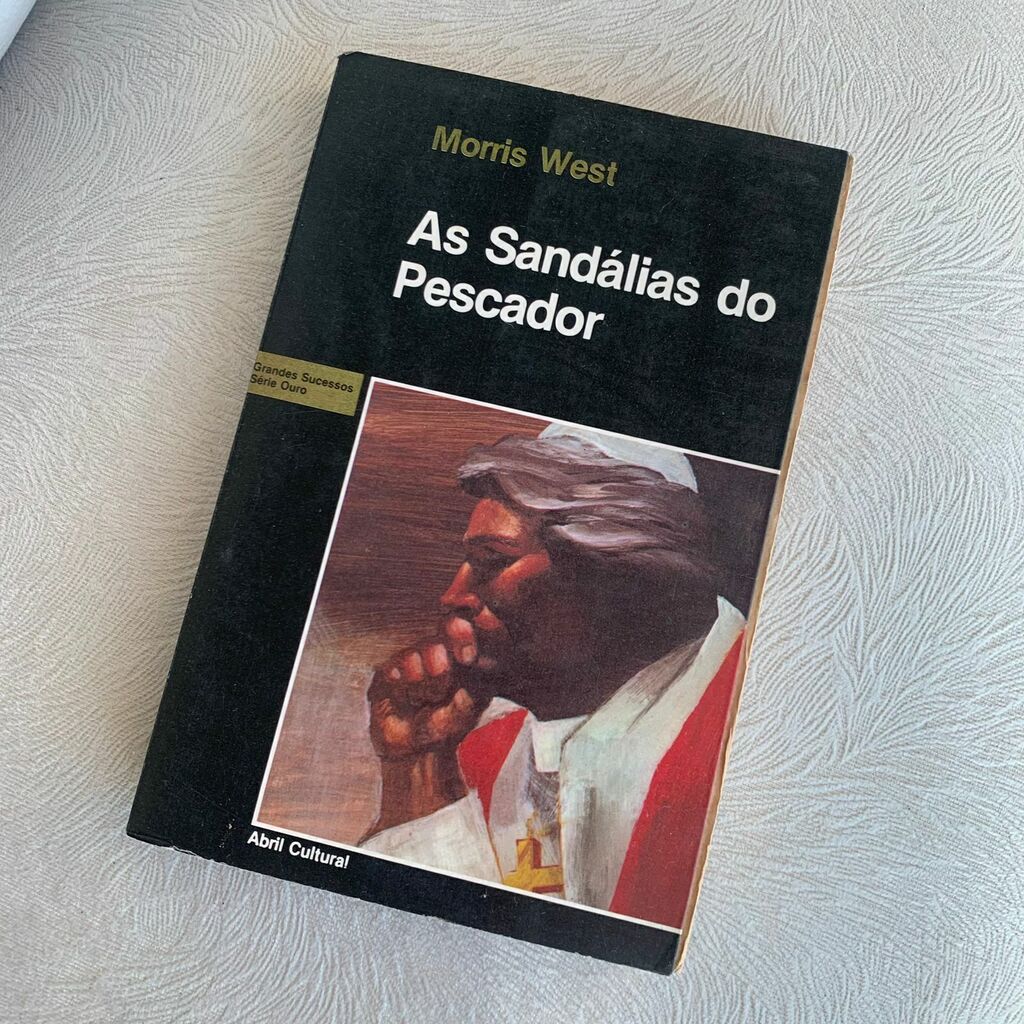 Morris West
As Sandálias do
Pescador
Grandes Sucessos
Série Ouro
Abril Cultural